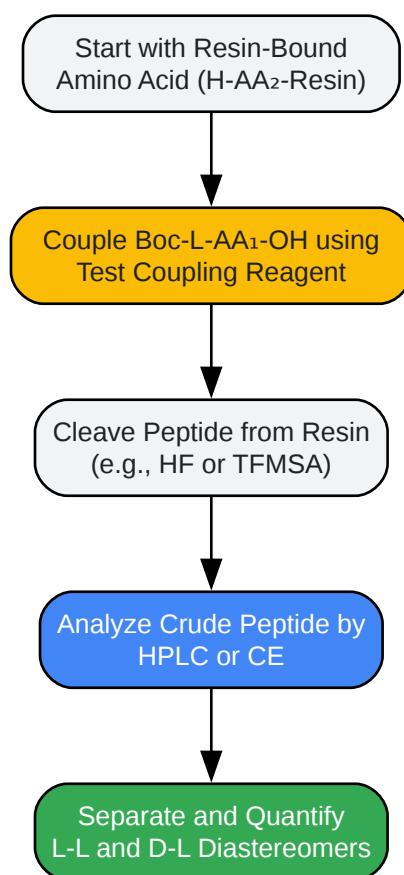 Start with Resin-Bound
Amino Acid (H-AA₂-Resin)
Couple Boc-L-AA₁-OH using
Test Coupling Reagent
Cleave Peptide from Resin
(e.g., HF or TFMSA)
Analyze Crude Peptide by
HPLC or CE
Separate and Quantify
L-L and D-L Diastereomers